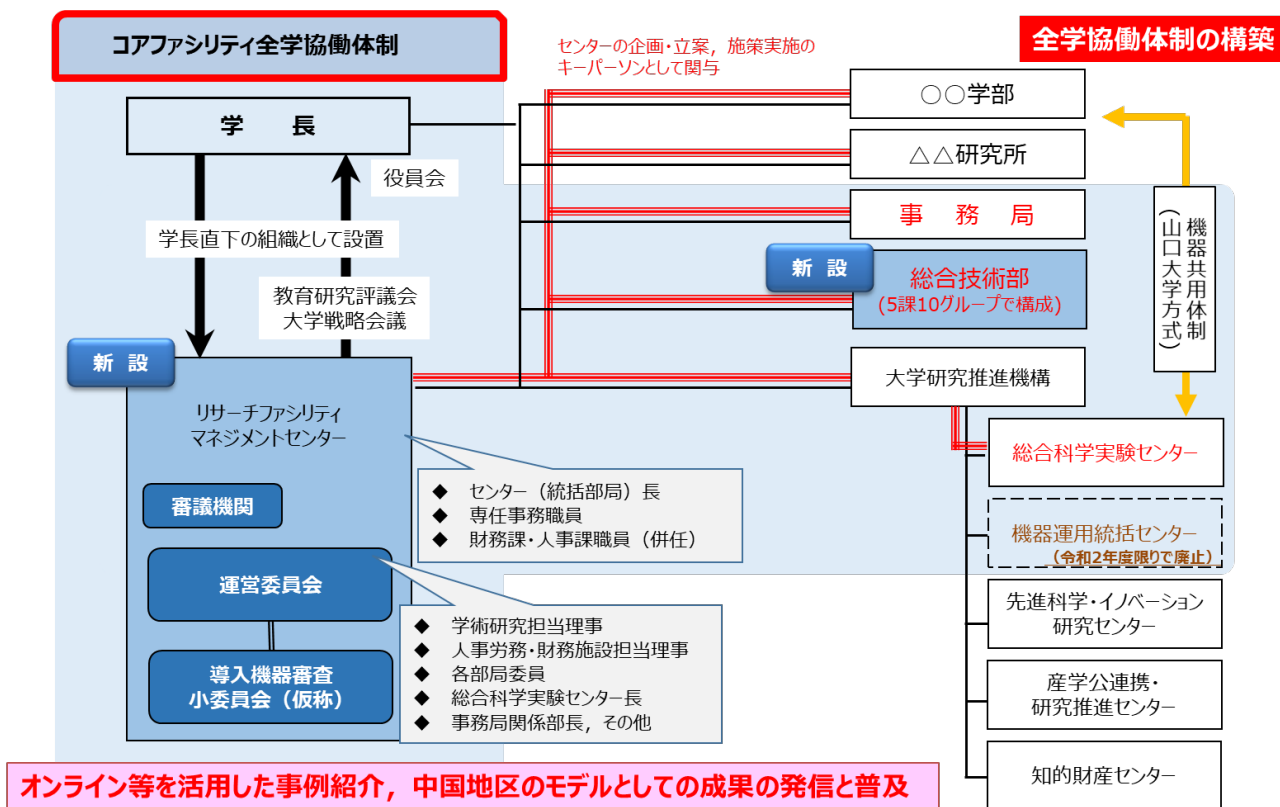 コアファシリティ全学協働体制
センターの企画・立案，施策実施の
キーパーソンとして関与
全学協働体制の構築
学　長
役員会
学長直下の組織として設置
教育研究評議会
大学戦略会議
新 設
リサーチファシリティ
マネジメントセンター
審議機関
運営委員会
導入機器審査
小委員会（仮称）
◆ センター（統括部局）長
◆ 専任事務職員
◆ 財務課・人事課職員（併任）
◆ 学術研究担当理事
◆ 人事労務・財務施設担当理事
◆ 各部局委員
◆ 総合科学実験センター長
◆ 事務局関係部長，その他
○○学部
△△研究所
事　務　局
新 設
総合技術部
(5課10グループで構成)
大学研究推進機構
機器共用体制
(山口大学方式)
総合科学実験センター
機器運用統括センター
（令和2年度限りで廃止）
先進科学・イノベーション
研究センター
産学公連携・
研究推進センター
知的財産センター
オンライン等を活用した事例紹介，中国地区のモデルとしての成果の発信と普及